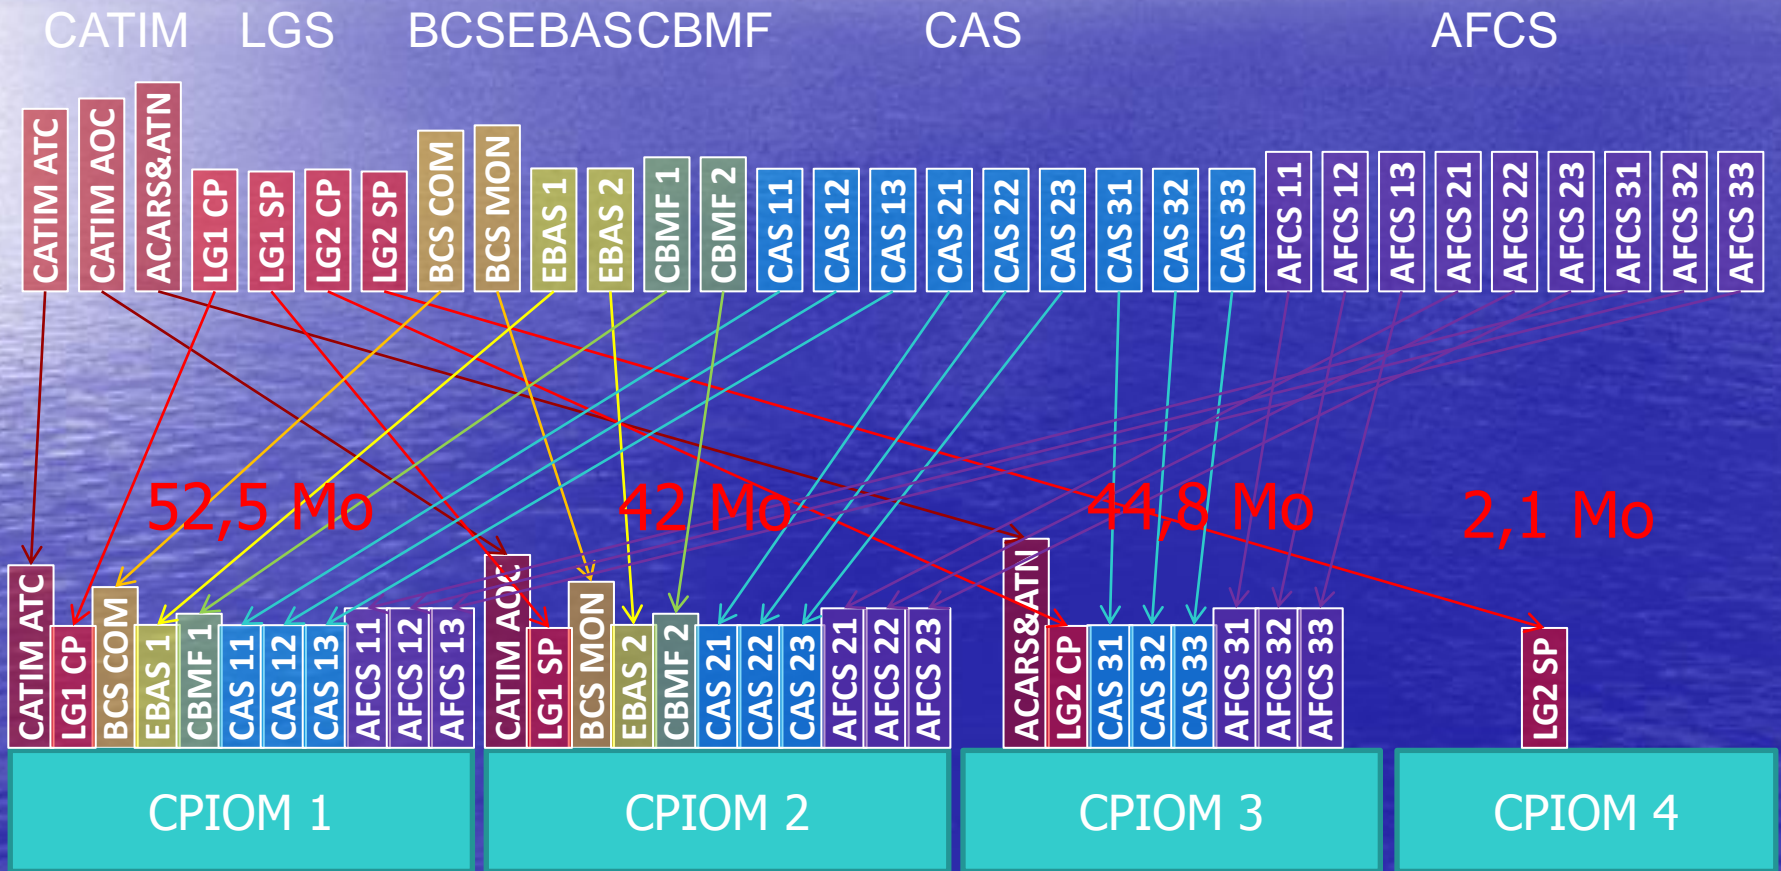 CATIM LGS BCS EBAS CBMF CAS AFCS
CATIM ATC
CATIM AOC
ACARS&ATN
LG1 CP
LG1 SP
LG2 CP
LG2 SP
BCS COM
BCS MON
EBAS 1
EBAS 2
CBMF 1
CBMF 2
CAS 11
CAS 12
CAS 13
CAS 21
CAS 22
CAS 23
CAS 31
CAS 32
CAS 33
AFCS 11
AFCS 12
AFCS 13
AFCS 21
AFCS 22
AFCS 23
AFCS 31
AFCS 32
AFCS 33
52,5 Mo
42 Mo
44,8 Mo
2,1 Mo
CATIM ATC
LG1 CP
BCS COM
EBAS 1
CBMF 1
CAS 11
CAS 12
CAS 13
AFCS 11
AFCS 12
AFCS 13
CATIM AOC
LG1 SP
BCS MON
EBAS 2
CBMF 2
CAS 21
CAS 22
CAS 23
AFCS 21
AFCS 22
AFCS 23
ACARS&ATN
LG2 CP
CAS 31
CAS 32
CAS 33
AFCS 31
AFCS 32
AFCS 33
LG2 SP
CPIOM 1
CPIOM 2
CPIOM 3
CPIOM 4